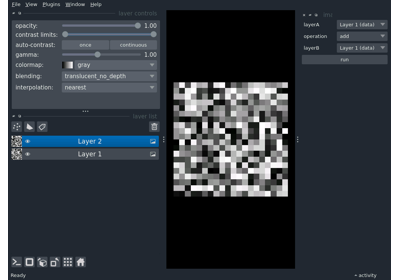 File View Plugins Window Help
layer controls
opacity: 1.00
contrast limits:
auto-contrast: once continuous
gamma: 1.00
colormap: gray
blending: translucent_no_depth
interpolation: nearest
layer list
Layer 2
Layer 1
Ready
layerA Layer 1 (data)
operation add
layerB Layer 1 (data)
run
activity